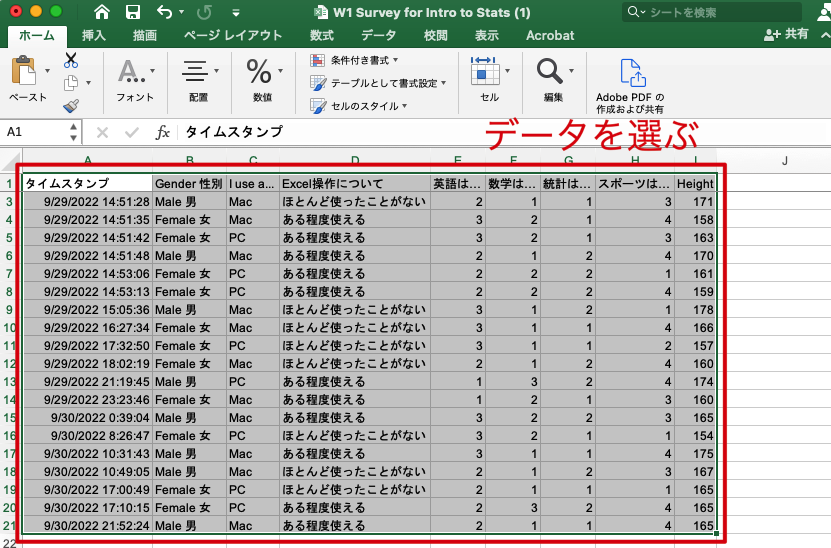 W1 Survey for Intro to Stats (1)
シートを検索
ホーム 挿入 描画 ページ レイアウト 数式 データ 校閲 表示 Acrobat 共有
ペースト フォント 配置 % 数値 条件付き書式 テーブルとして書式設定 セルのスタイル セル 編集 Adobe PDF の 作成および共有
A1 fx タイムスタンプ
データを選ぶ
A B C D E F G H I J
1 タイムスタンプ Gender 性別 I use a... Excel操作について 英語は... 数学は... 統計は... スポーツは... Height
3 9/29/2022 14:51:28 Male 男 Mac ほとんど使ったことがない 2 1 1 3 171
4 9/29/2022 14:51:35 Female 女 Mac ある程度使える 3 2 1 4 158
5 9/29/2022 14:51:42 Female 女 PC ある程度使える 3 2 1 3 163
6 9/29/2022 14:51:48 Male 男 Mac ある程度使える 2 1 2 4 170
7 9/29/2022 14:53:06 Female 女 PC ある程度使える 2 2 2 1 161
8 9/29/2022 14:53:13 Female 女 PC ある程度使える 2 2 2 4 159
9 9/29/2022 15:05:36 Male 男 Mac ほとんど使ったことがない 3 1 2 1 178
10 9/29/2022 16:27:34 Female 女 Mac ある程度使える 3 1 1 4 166
11 9/29/2022 17:32:50 Female 女 PC ほとんど使ったことがない 3 1 1 2 157
12 9/29/2022 18:02:19 Female 女 Mac ほとんど使ったことがない 2 1 2 4 160
13 9/29/2022 21:19:45 Male 男 PC ある程度使える 1 3 2 4 174
14 9/29/2022 23:23:46 Female 女 Mac ある程度使える 1 2 1 3 160
15 9/30/2022 0:39:04 Male 男 Mac ある程度使える 3 2 2 3 165
16 9/30/2022 8:26:47 Female 女 PC ほとんど使ったことがない 3 2 1 1 154
17 9/30/2022 10:31:43 Male 男 Mac ある程度使える 3 1 1 4 175
18 9/30/2022 10:49:05 Male 男 Mac ほとんど使ったことがない 2 1 2 3 167
19 9/30/2022 17:00:49 Female 女 PC ほとんど使ったことがない 2 1 1 1 165
20 9/30/2022 17:10:15 Female 女 PC ある程度使える 2 3 2 4 165
21 9/30/2022 21:52:24 Male 男 Mac ある程度使える 2 1 1 4 165
22